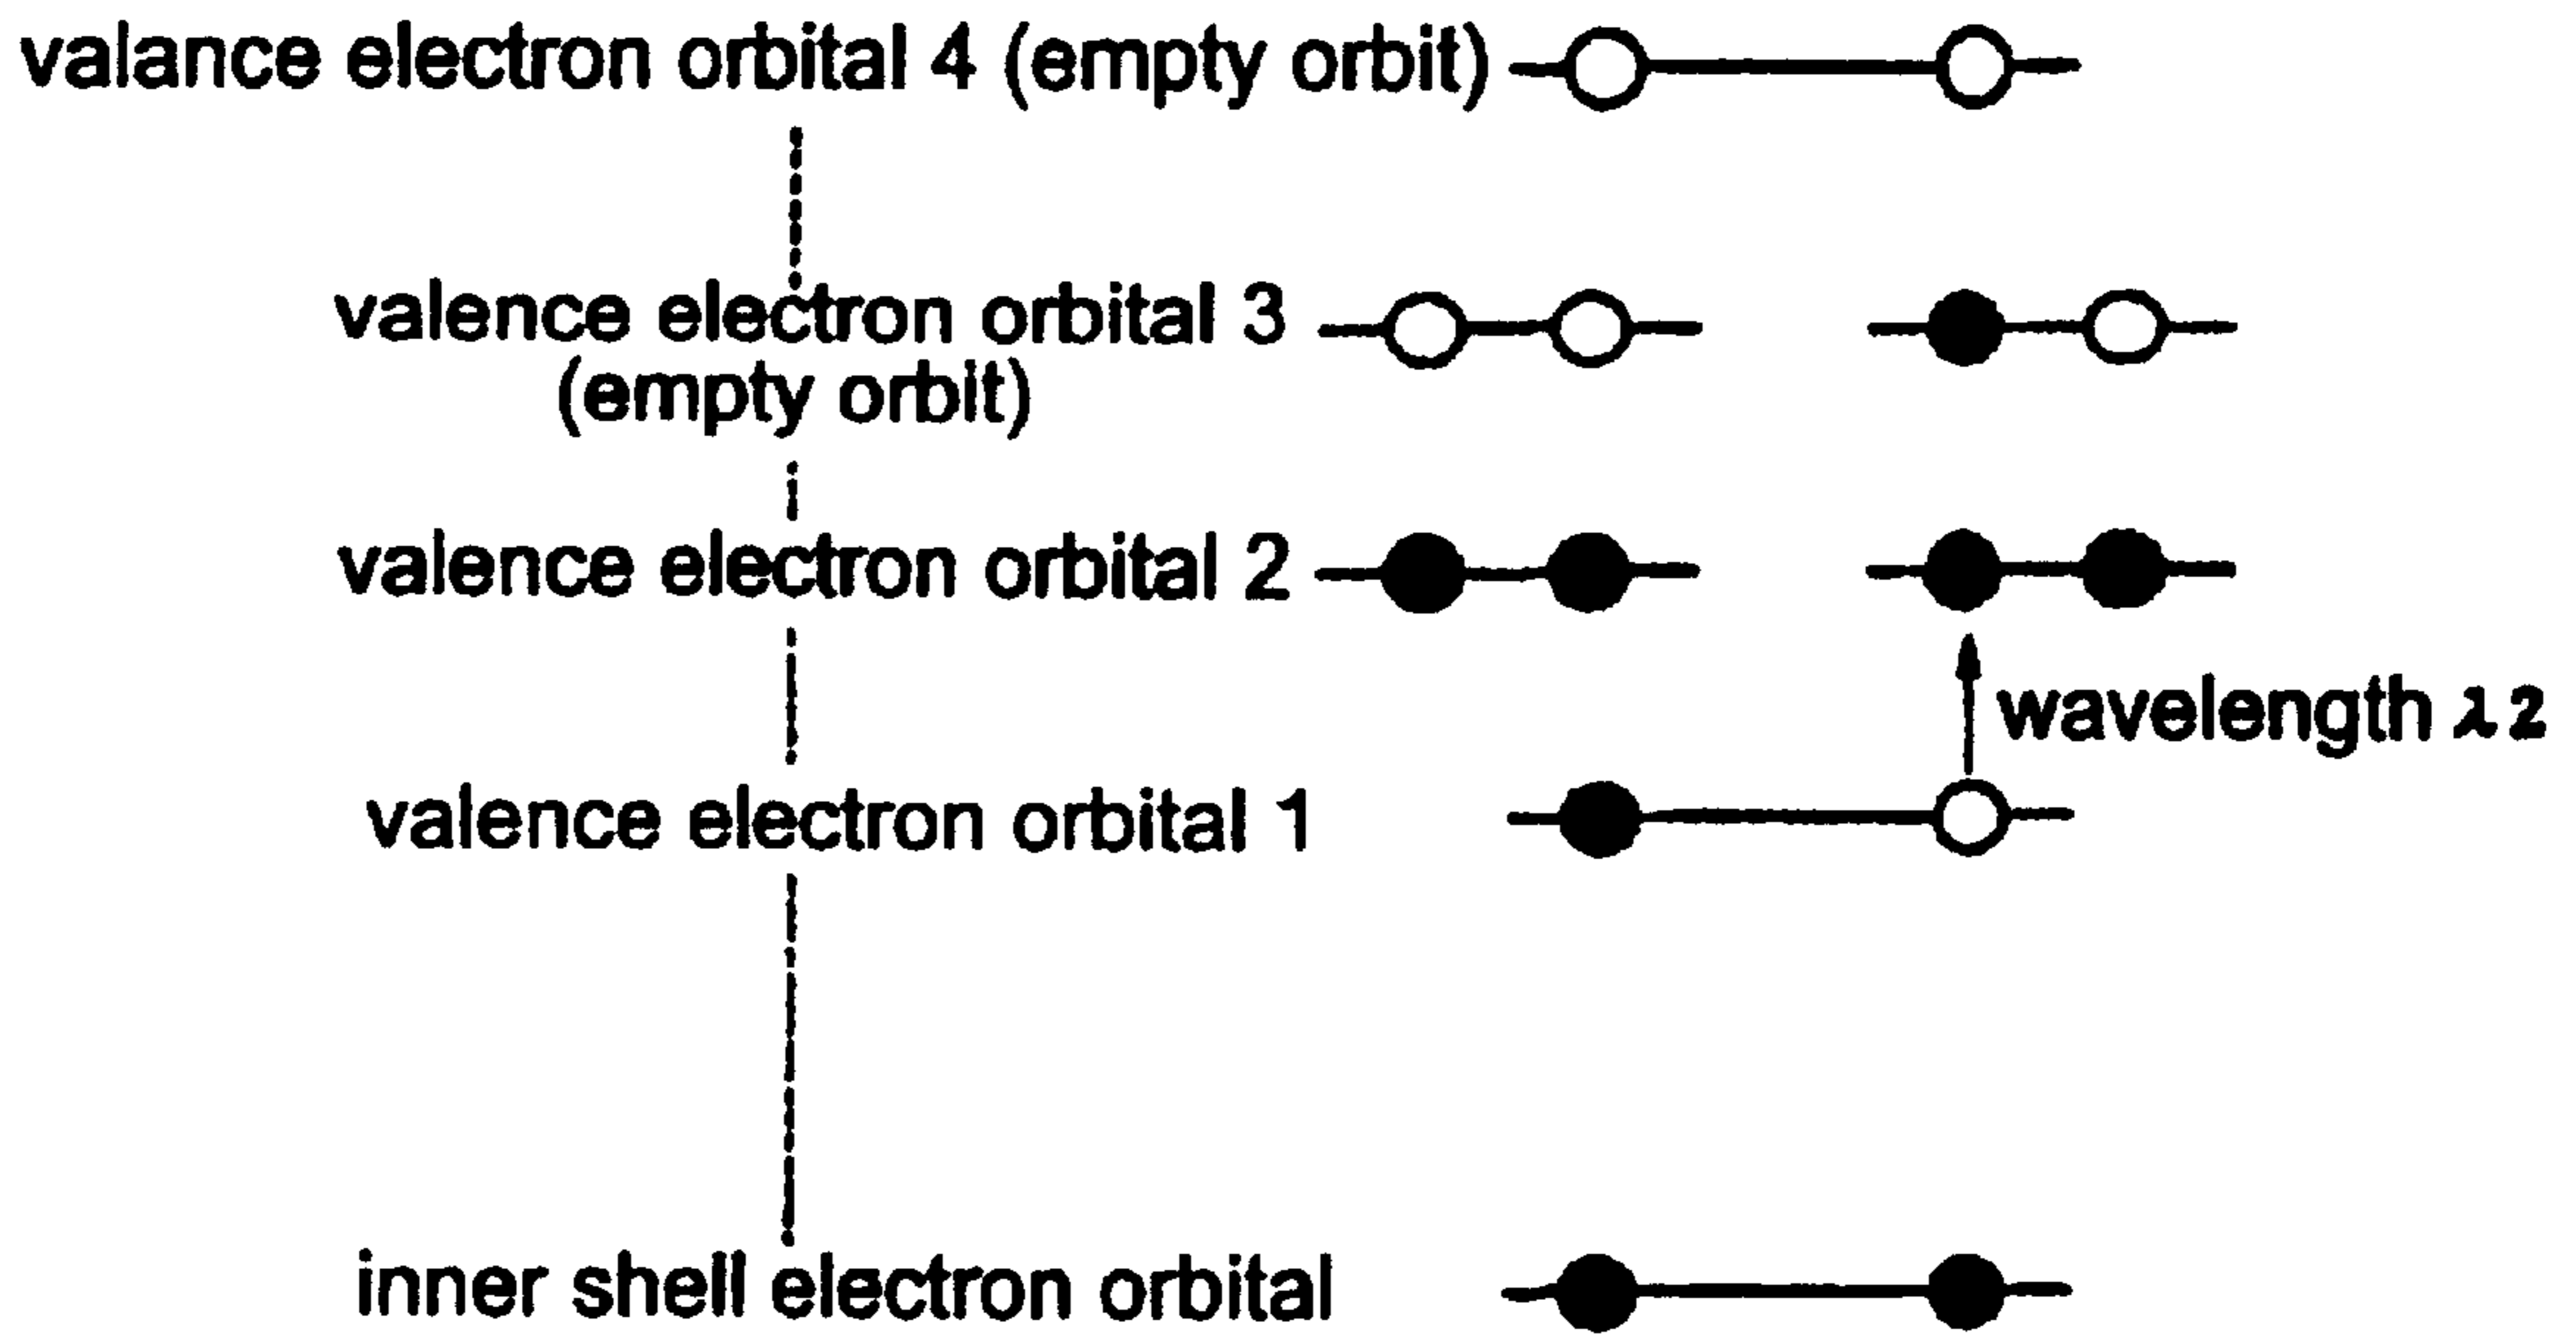 valance electron orbital 4 (empty orbit)
valence electron orbital 3
(empty orbit)
valence electron orbital 2
wavelength λ2
valence electron orbital 1
inner shell electron orbital